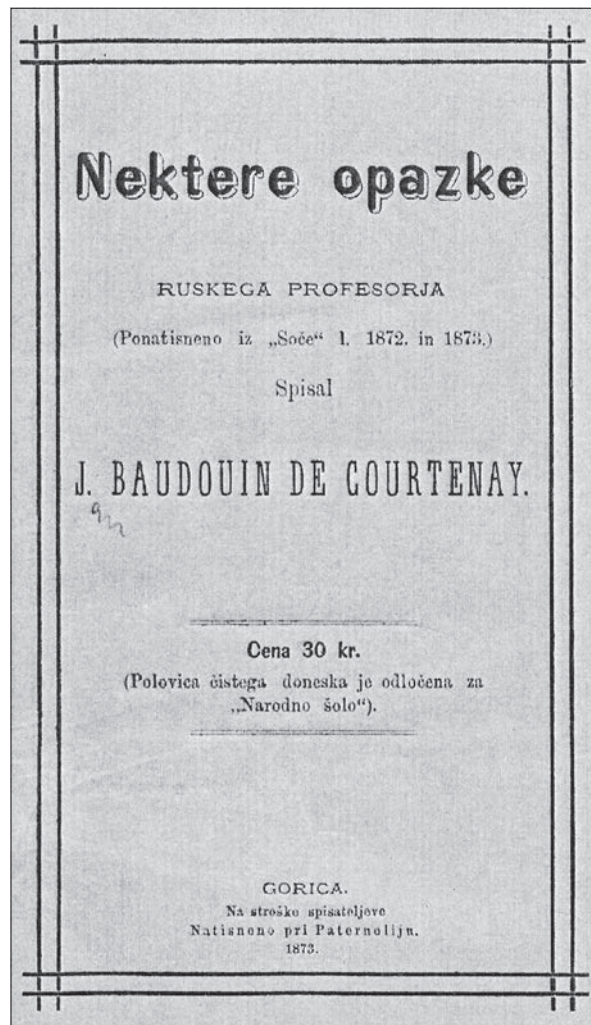 Nektere opazke
RUSKEGA PROFESORJA
(Ponatisneno iz „Soče“ l. 1872. in 1873.)
Spisal
J. BAUDOUIN DE COURTENAY.
Cena 30 kr.
(Polovica čistega doneska je odločena za
„Narodno šolo“).
GORICA.
Na stroške spisateljeve
Natisneno pri Paternolliju.
1873.